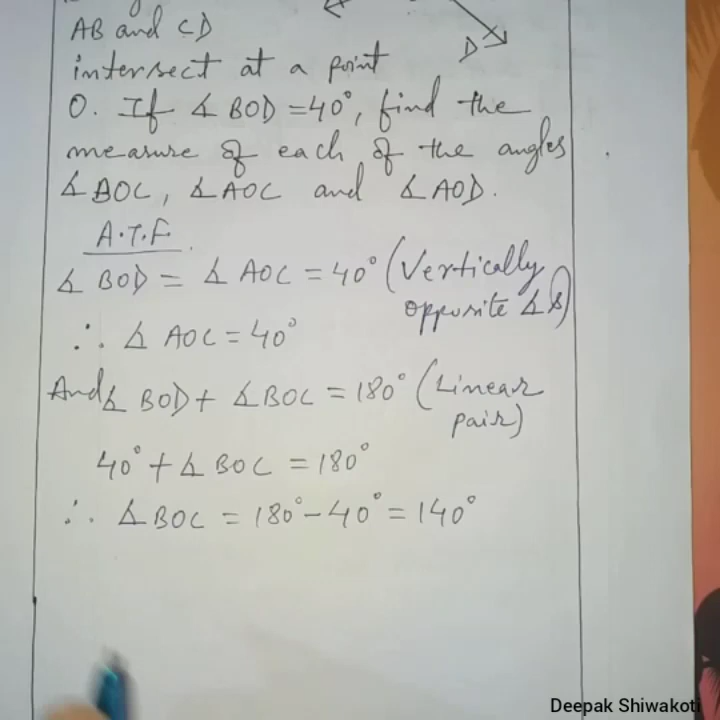 AB and CD
D
intersect at a point
O. If ∡ BOD = 40°, find the
measure of each of the angles
∡BOC, ∡AOC and ∡AOD.
A.T.F.
∡ BOD = ∡ AOC = 40° (Vertically
opposite ∡s)
∴ ∡ AOC = 40°
And ∡ BOD + ∡BOC = 180° (Linear
pair)
40° + ∡ BOC = 180°
∴ ∡BOC = 180° - 40° = 140°
Deepak Shiwakoti